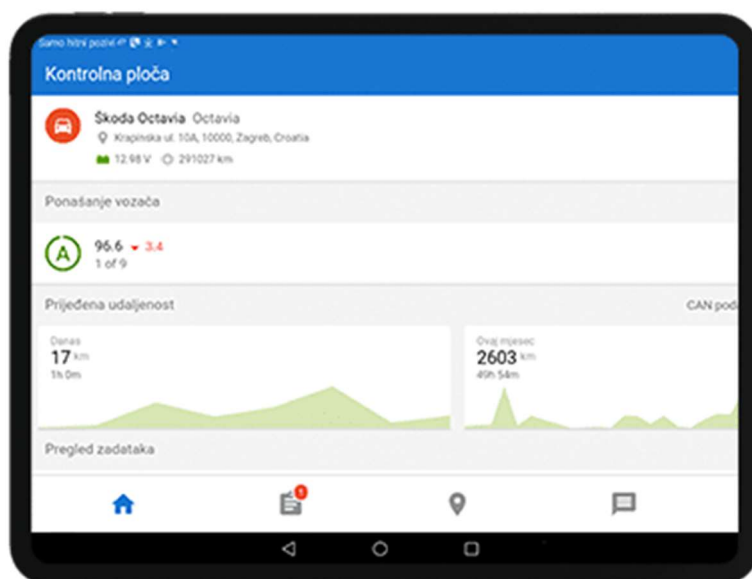 Samo hitni pozivi
Kontrolna ploča
Škoda Octavia Octavia
Krapinska ul. 10A, 10000, Zagreb, Croatia
12.98 V 291027 km
Ponašanje vozača
A
96.6 3.4
1 of 9
Prijeđena udaljenost
CAN poda
Danas
17 km
1h 0m
Ovaj mjesec
2603 km
49h 54m
Pregled zadataka
1